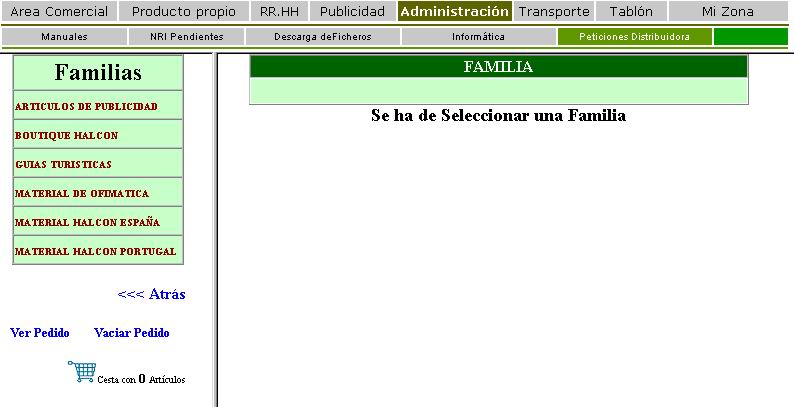 Area Comercial Producto propio RR.HH Publicidad Administración Transporte Tablón Mi Zona
Manuales NRI Pendientes Descarga deFicheros Informática Peticiones Distribuidora
Familias
ARTICULOS DE PUBLICIDAD
BOUTIQUE HALCON
GUIAS TURISTICAS
MATERIAL DE OFIMATICA
MATERIAL HALCON ESPAÑA
MATERIAL HALCON PORTUGAL
<<< Atrás
Ver Pedido Vaciar Pedido
Cesta con 0 Artículos
FAMILIA
Se ha de Seleccionar una Familia